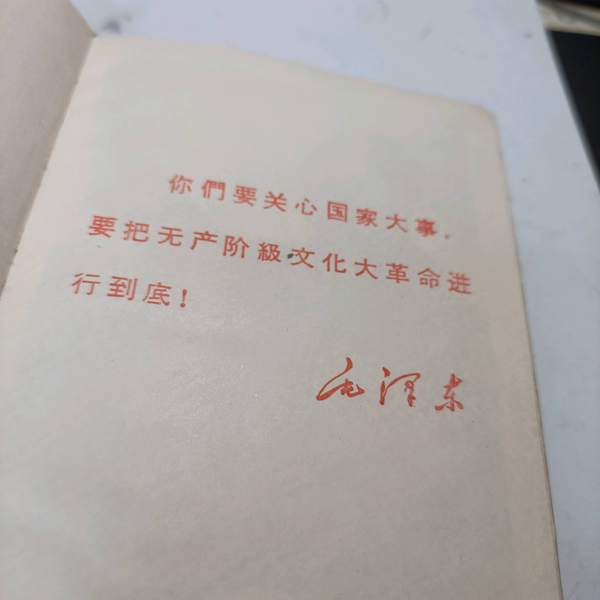 你們要关心国家大事，
要把无产阶級文化大革命进
行到底！
毛泽东